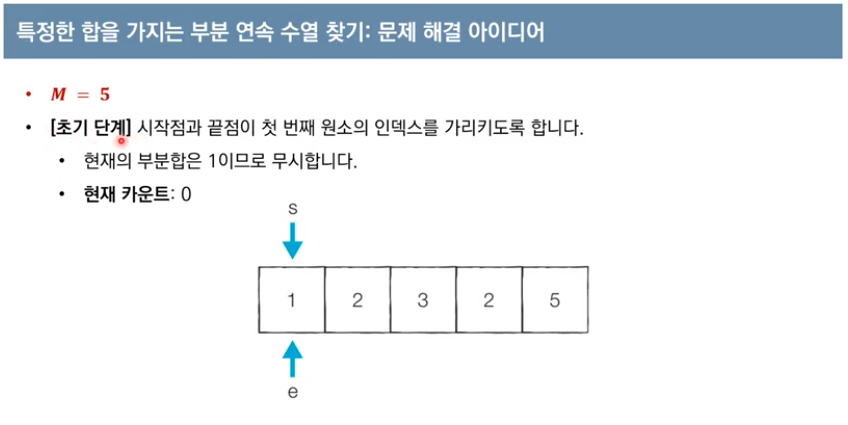 특정한 합을 가지는 부분 연속 수열 찾기: 문제 해결 아이디어
• M = 5
• [초기 단계] 시작점과 끝점이 첫 번째 원소의 인덱스를 가리키도록 합니다.
• 현재의 부분합은 1이므로 무시합니다.
• 현재 카운트: 0
s
1 2 3 2 5
e